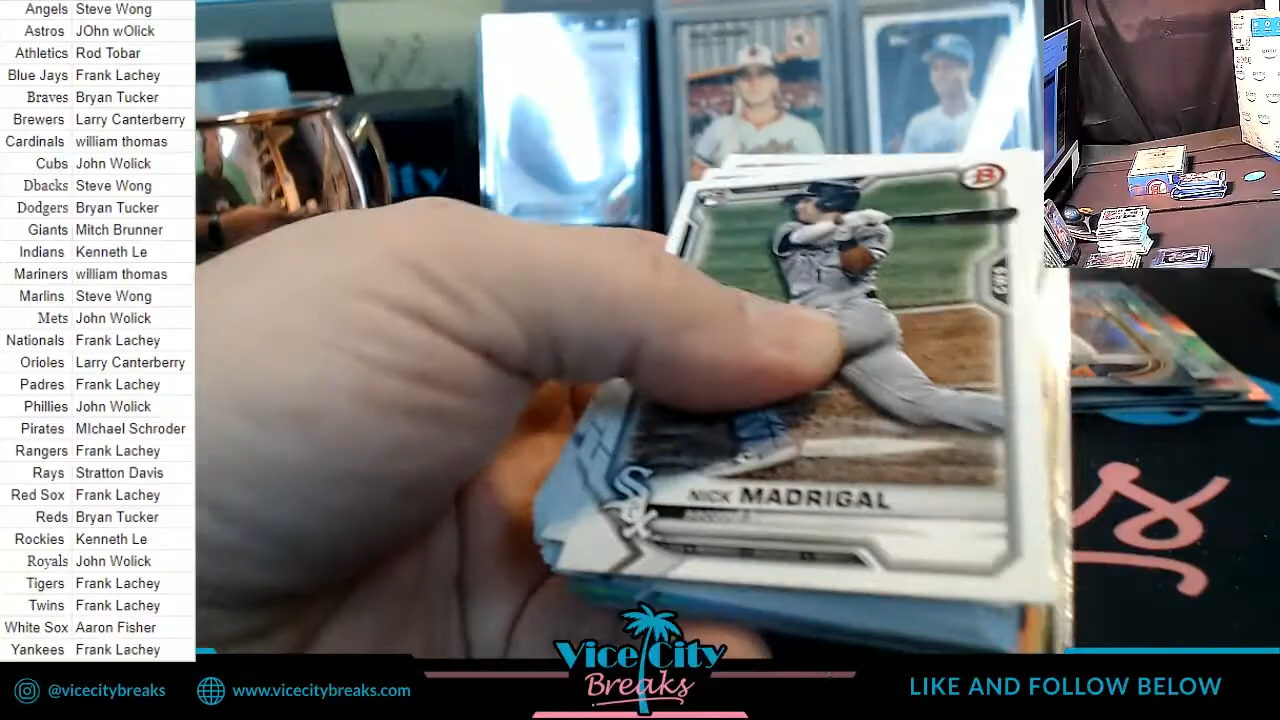 Angels Steve Wong
Astros JOhn wOlick
Athletics Rod Tobar
Blue Jays Frank Lachey
Braves Bryan Tucker
Brewers Larry Canterberry
Cardinals william thomas
Cubs John Wolick
Dbacks Steve Wong
Dodgers Bryan Tucker
Giants Mitch Brunner
Indians Kenneth Le
Mariners william thomas
Marlins Steve Wong
Mets John Wolick
Nationals Frank Lachey
Orioles Larry Canterberry
Padres Frank Lachey
Phillies John Wolick
Pirates MIchael Schroder
Rangers Frank Lachey
Rays Stratton Davis
Red Sox Frank Lachey
Reds Bryan Tucker
Rockies Kenneth Le
Royals John Wolick
Tigers Frank Lachey
Twins Frank Lachey
White Sox Aaron Fisher
Yankees Frank Lachey
B
SOX
NICK MADRIGAL
Vice City
Breaks
@vicecitybreaks
www.vicecitybreaks.com
LIKE AND FOLLOW BELOW